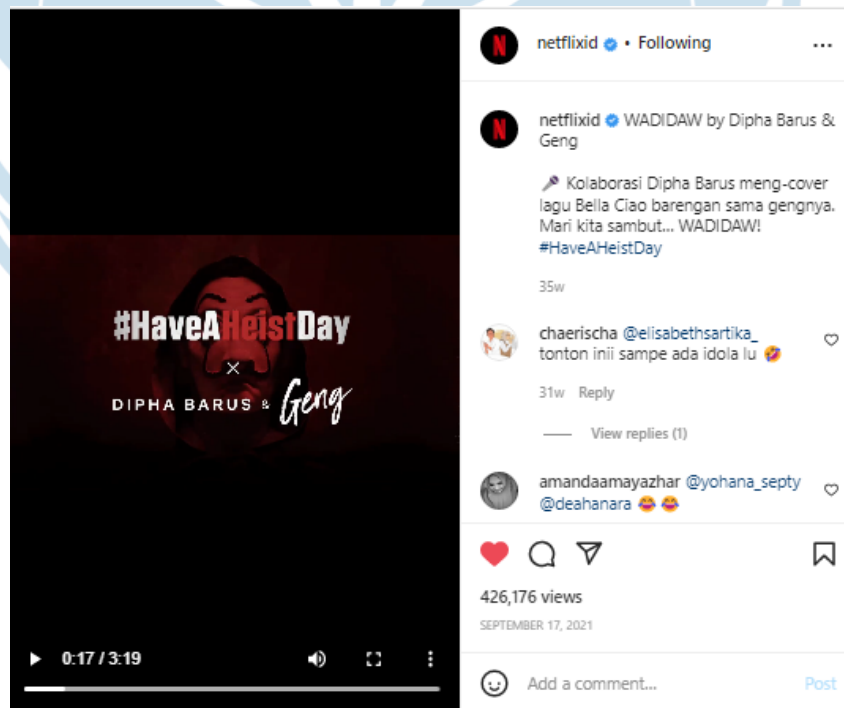 #HaveAHeistDay
×
DIPHA BARUS & Geng
0:17 / 3:19
netflixid • Following
netflixid WADIDAW by Dipha Barus &
Geng
Kolaborasi Dipha Barus meng-cover
lagu Bella Ciao barengan sama gengnya.
Mari kita sambut... WADIDAW!
#HaveAHeistDay
35w
chaerischa @elisabethsartika_
tonton inii sampe ada idola lu 🤣
31w Reply
View replies (1)
amandaamayazhar @yohana_septy
@deahanara 😂 😂
426,176 views
SEPTEMBER 17, 2021
Add a comment...
Post